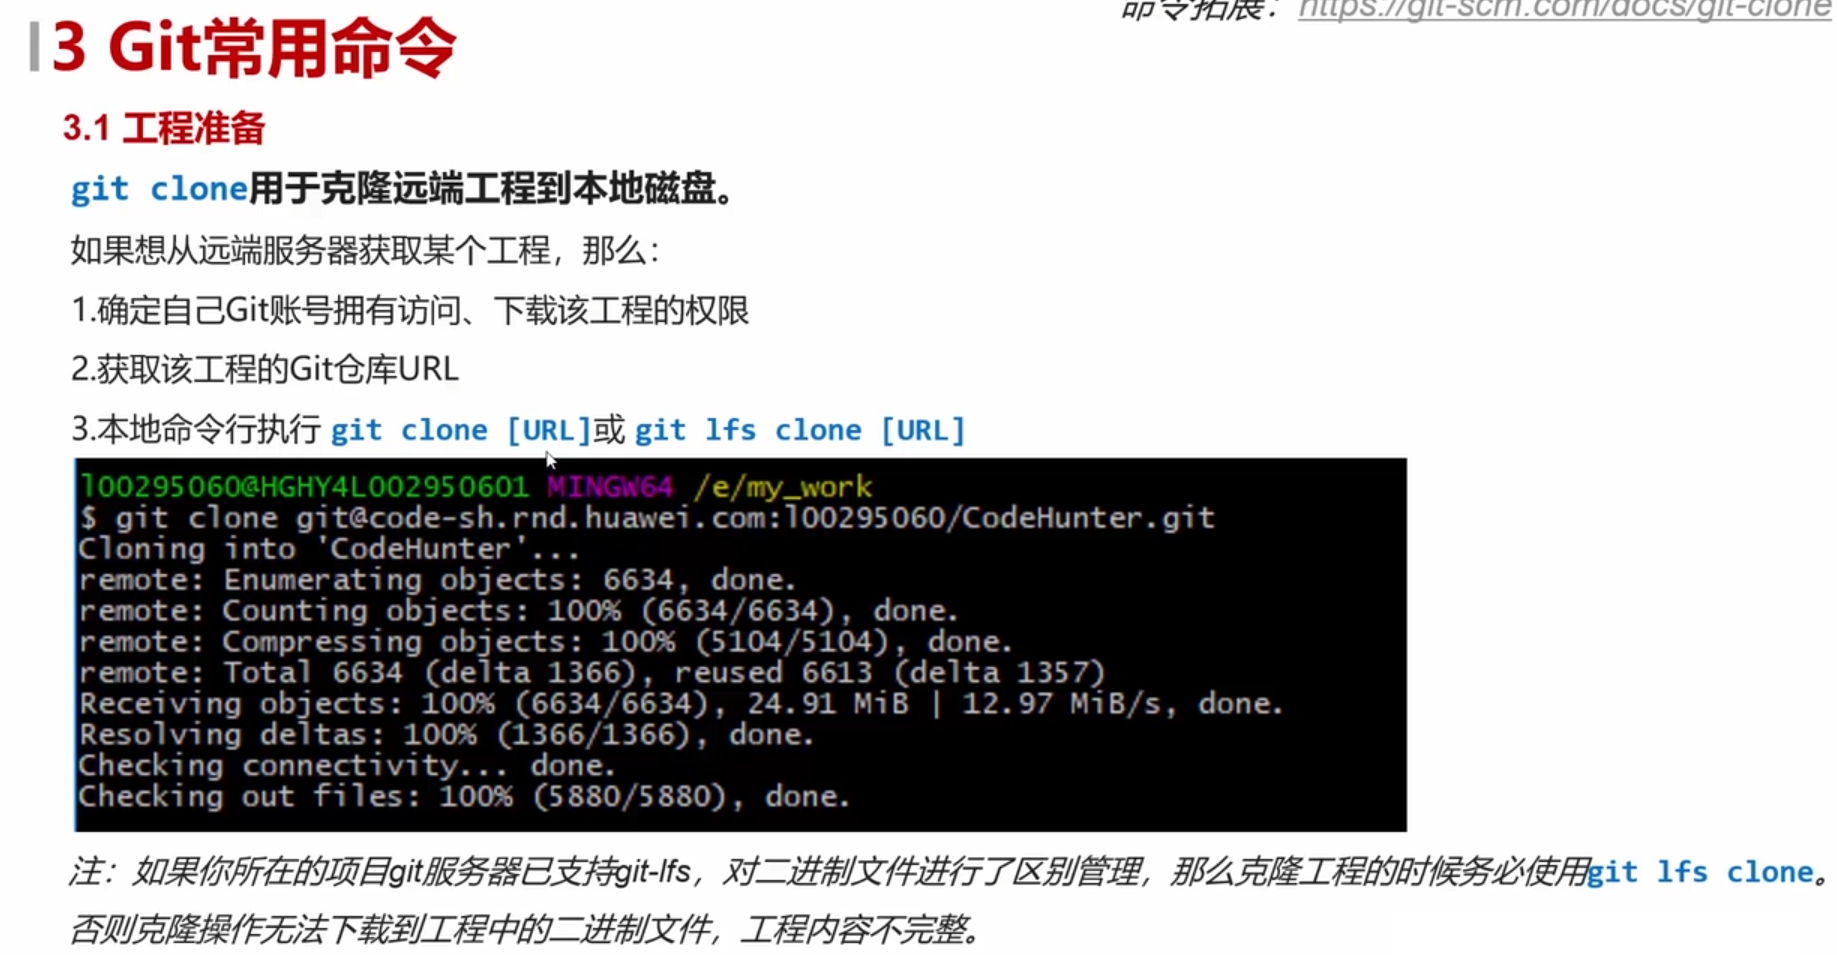 命令拓展：https://git-scm.com/docs/git-clone
3 Git常用命令
3.1 工程准备
git clone用于克隆远端工程到本地磁盘。
如果想从远端服务器获取某个工程，那么：
1.确定自己Git账号拥有访问、下载该工程的权限
2.获取该工程的Git仓库URL
3.本地命令行执行 git clone [URL]或 git lfs clone [URL]
l00295060@HGHY4L002950601 MINGW64 /e/my_work
$ git clone git@code-sh.rnd.huawei.com:l00295060/CodeHunter.git
Cloning into 'CodeHunter'...
remote: Enumerating objects: 6634, done.
remote: Counting objects: 100% (6634/6634), done.
remote: Compressing objects: 100% (5104/5104), done.
remote: Total 6634 (delta 1366), reused 6613 (delta 1357)
Receiving objects: 100% (6634/6634), 24.91 MiB | 12.97 MiB/s, done.
Resolving deltas: 100% (1366/1366), done.
Checking connectivity... done.
Checking out files: 100% (5880/5880), done.
注：如果你所在的项目git服务器已支持git-lfs，对二进制文件进行了区别管理，那么克隆工程的时候务必使用git lfs clone。
否则克隆操作无法下载到工程中的二进制文件，工程内容不完整。